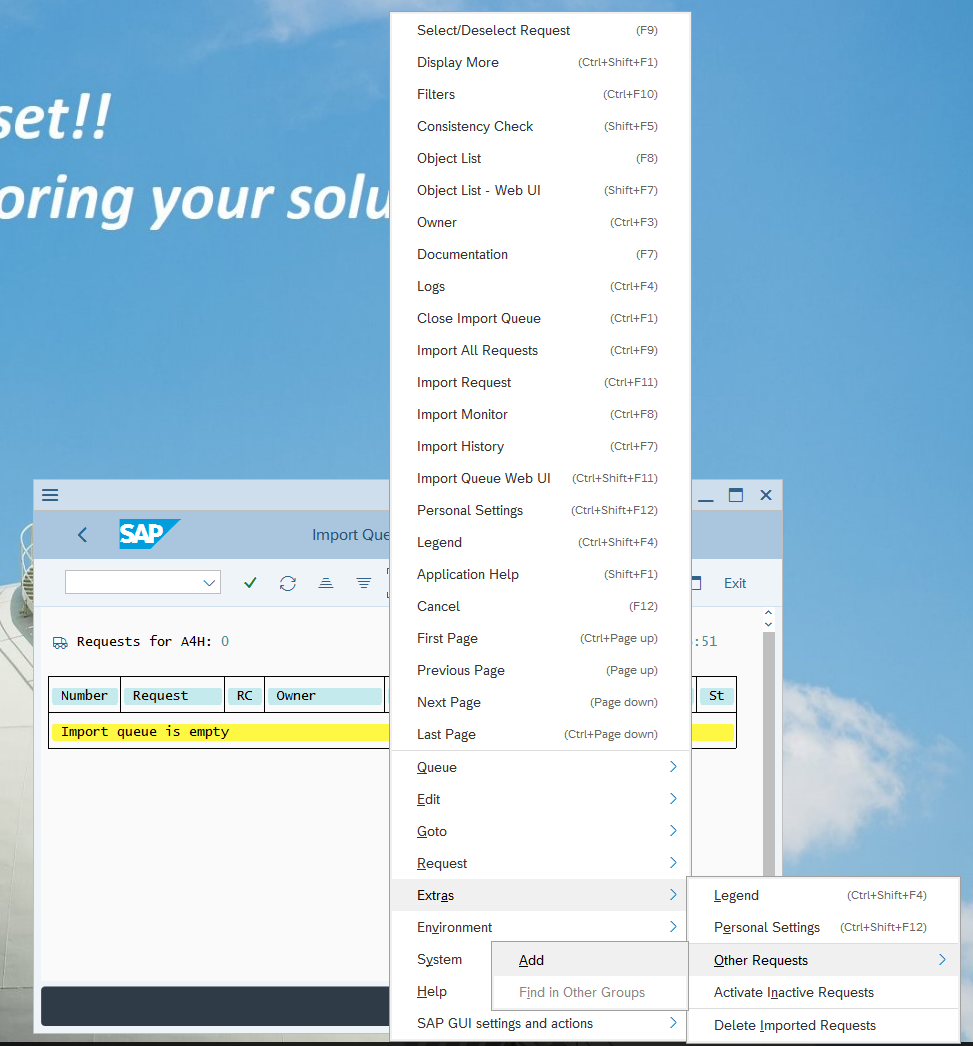 set!!
oring your solu
Select/Deselect Request (F9)
Display More (Ctrl+Shift+F1)
Filters (Ctrl+F10)
Consistency Check (Shift+F5)
Object List (F8)
Object List - Web UI (Shift+F7)
Owner (Ctrl+F3)
Documentation (F7)
Logs (Ctrl+F4)
Close Import Queue (Ctrl+F1)
Import All Requests (Ctrl+F9)
Import Request (Ctrl+F11)
Import Monitor (Ctrl+F8)
Import History (Ctrl+F7)
Import Queue Web UI (Ctrl+Shift+F11)
Personal Settings (Ctrl+Shift+F12)
Legend (Ctrl+Shift+F4)
Application Help (Shift+F1)
Cancel (F12)
First Page (Ctrl+Page up)
Previous Page (Page up)
Next Page (Page down)
Last Page (Ctrl+Page down)
Queue
Edit
Goto
Request
Extras
Environment
System
Help
SAP GUI settings and actions
Add
Find in Other Groups
Legend (Ctrl+Shift+F4)
Personal Settings (Ctrl+Shift+F12)
Other Requests
Activate Inactive Requests
Delete Imported Requests
SAP
Import Que
Exit
Requests for A4H: 0
:51
Number Request RC Owner St
Import queue is empty